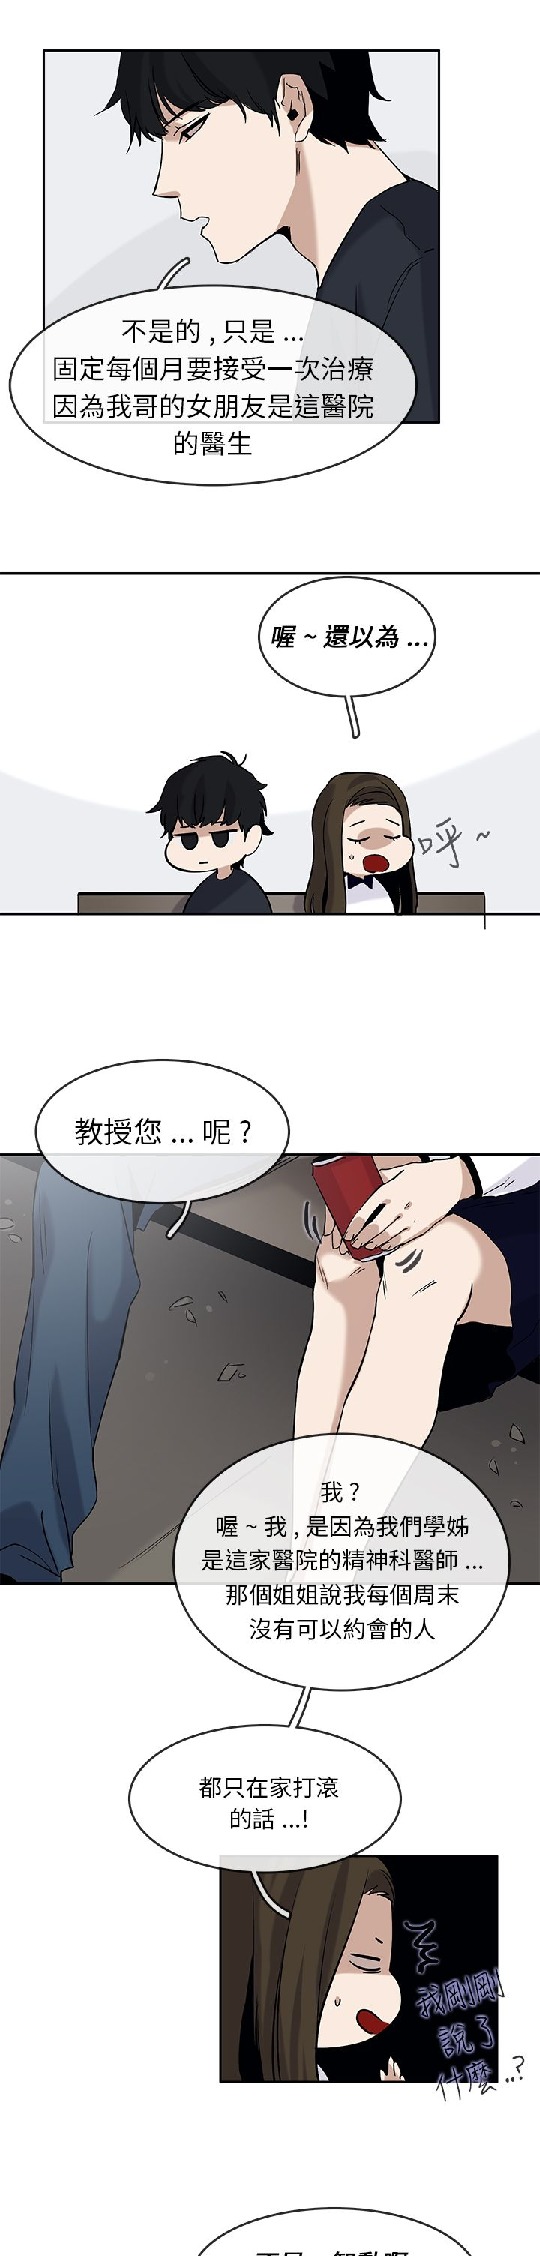 不是的，只是...
固定每個月要接受一次治療
因為我哥的女朋友是這醫院
的醫生
喔~還以為...
呼~
教授您...呢？
我？
喔~我，是因為我們學姊
是這家醫院的精神科醫師...
那個姐姐說我每個周末
沒有可以約會的人
都只在家打滾
的話...!
我剛剛
說了
什麼..?